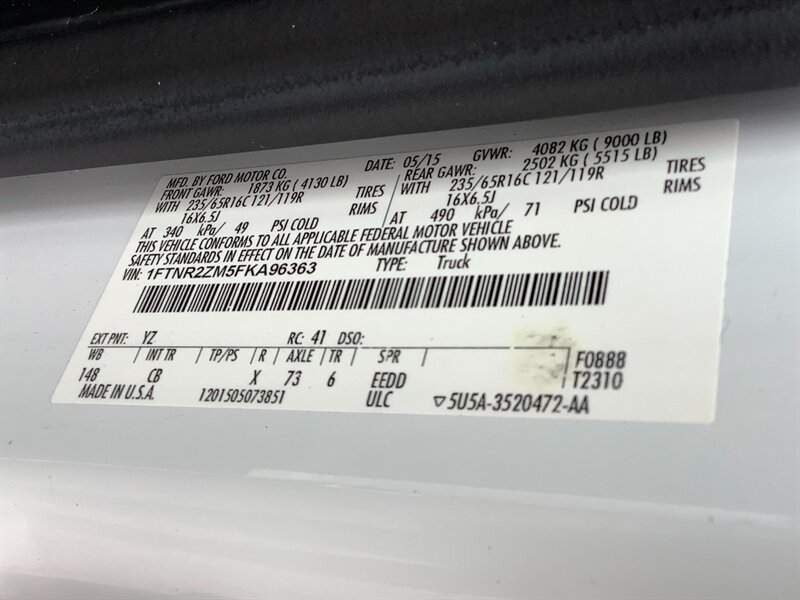 MFD. BY FORD MOTOR CO. DATE: 05/15 GVWR: 4082 KG ( 9000 LB)
FRONT GAWR: 1873 KG ( 4130 LB) REAR GAWR: 2502 KG ( 5515 LB)
WITH 235/65R16C 121/119R TIRES WITH 235/65R16C 121/119R TIRES
16X6.5J RIMS 16X6.5J RIMS
AT 340 kPa/ 49 PSI COLD AT 490 kPa/ 71 PSI COLD
THIS VEHICLE CONFORMS TO ALL APPLICABLE FEDERAL MOTOR VEHICLE
SAFETY STANDARDS IN EFFECT ON THE DATE OF MANUFACTURE SHOWN ABOVE.
VIN: 1FTNR2ZM5FKA96363 TYPE: Truck
EXT PNT: YZ RC: 41 DSO:
WB | INT TR | TP/PS | R | AXLE | TR | SPR F0888
148 CB X 73 6 EEDD T2310
MADE IN U.S.A. 1201505073851 ULC ▽5U5A-3520472-AA